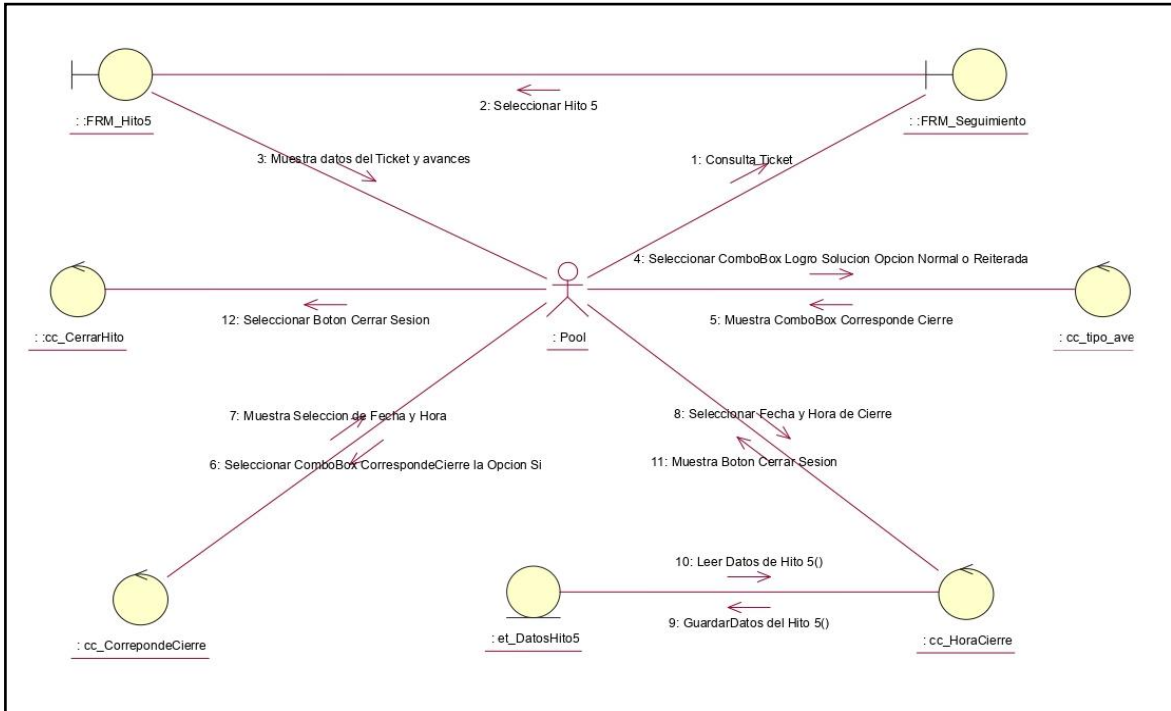 2: Seleccionar Hito 5
: :FRM_Hito5
: :FRM_Seguimiento
3: Muestra datos del Ticket y avances
1: Consulta Ticket
4: Seleccionar ComboBox Logro Solucion Opcion Normal o Reiterada
12: Seleccionar Boton Cerrar Sesion
5: Muestra ComboBox Corresponde Cierre
: :cc_CerrarHito
: Pool
: cc_tipo_ave
7: Muestra Seleccion de Fecha y Hora
8: Seleccionar Fecha y Hora de Cierre
6: Seleccionar ComboBox CorrespondeCierre la Opcion Si
11: Muestra Boton Cerrar Sesion
10: Leer Datos de Hito 5()
9: GuardarDatos del Hito 5()
: cc_CorrepondeCierre
: et_DatosHito5
: cc_HoraCierre